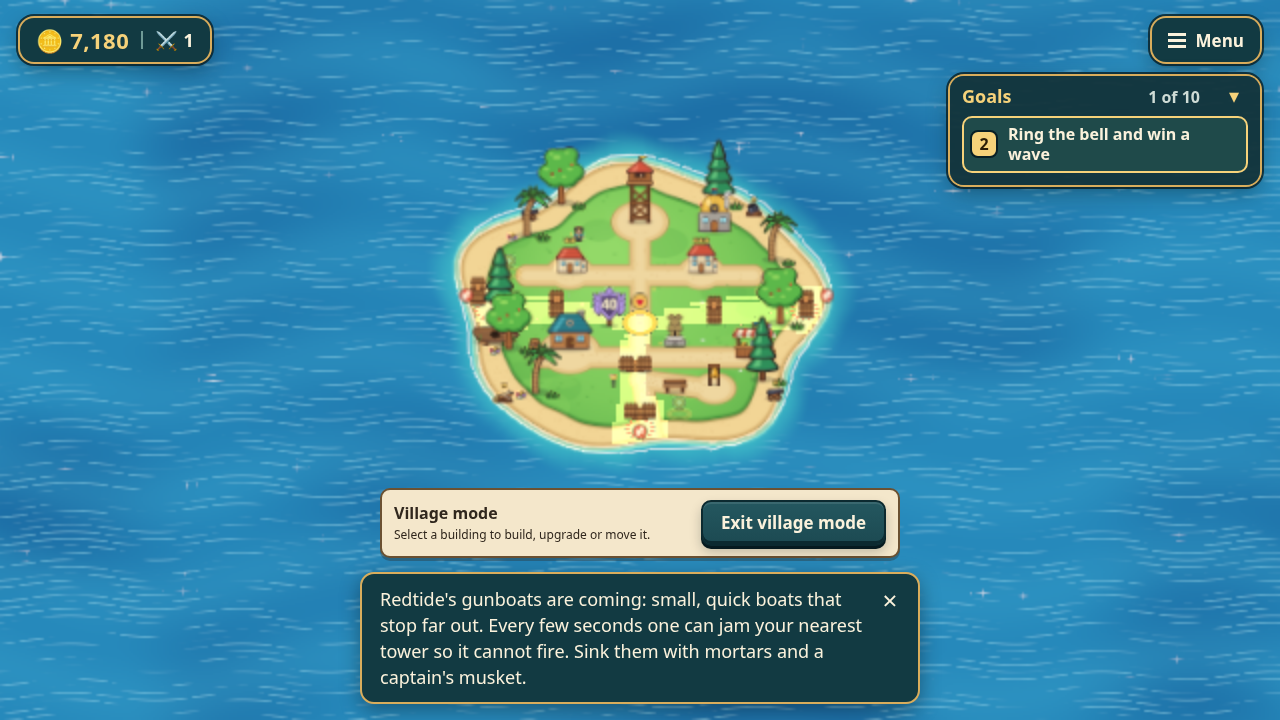 7,180
1
Menu
Goals
1 of 10
2
Ring the bell and win a
wave
40
Village mode
Select a building to build, upgrade or move it.
Exit village mode
Redtide's gunboats are coming: small, quick boats that
stop far out. Every few seconds one can jam your nearest
tower so it cannot fire. Sink them with mortars and a
captain's musket.